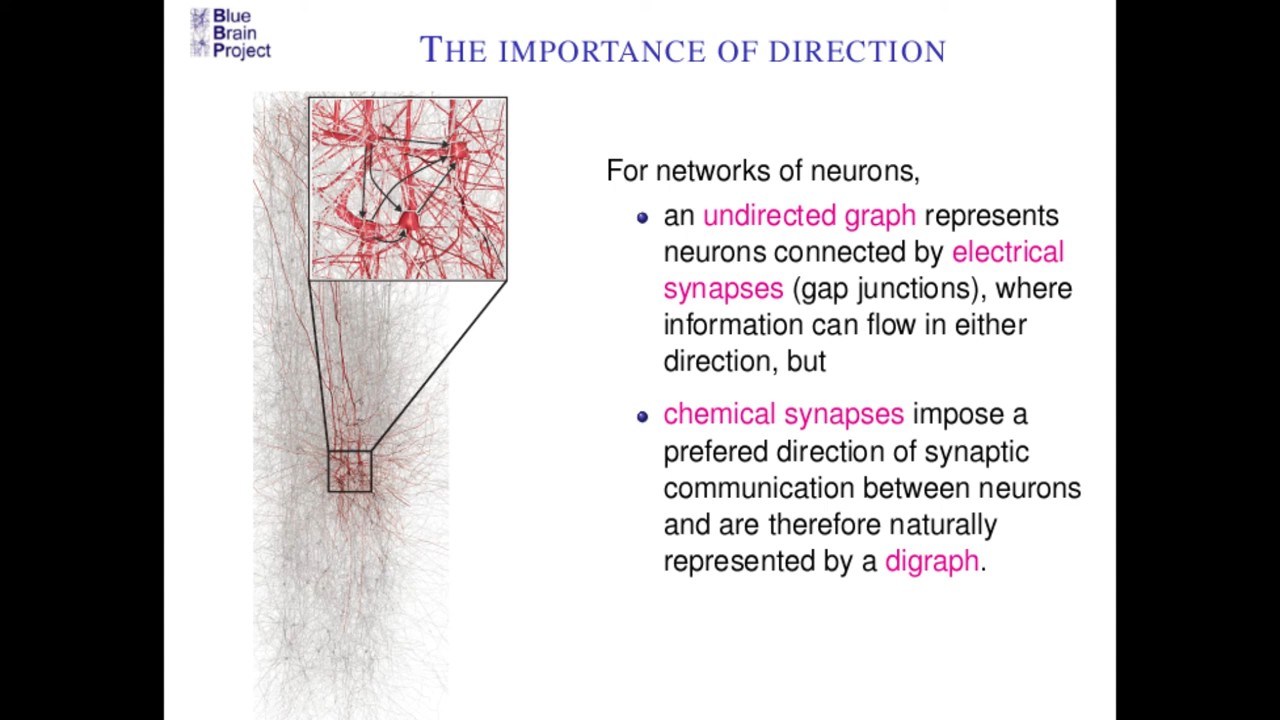 Blue
Brain
Project
THE IMPORTANCE OF DIRECTION
For networks of neurons,
an undirected graph represents
neurons connected by electrical
synapses (gap junctions), where
information can flow in either
direction, but
chemical synapses impose a
prefered direction of synaptic
communication between neurons
and are therefore naturally
represented by a digraph.